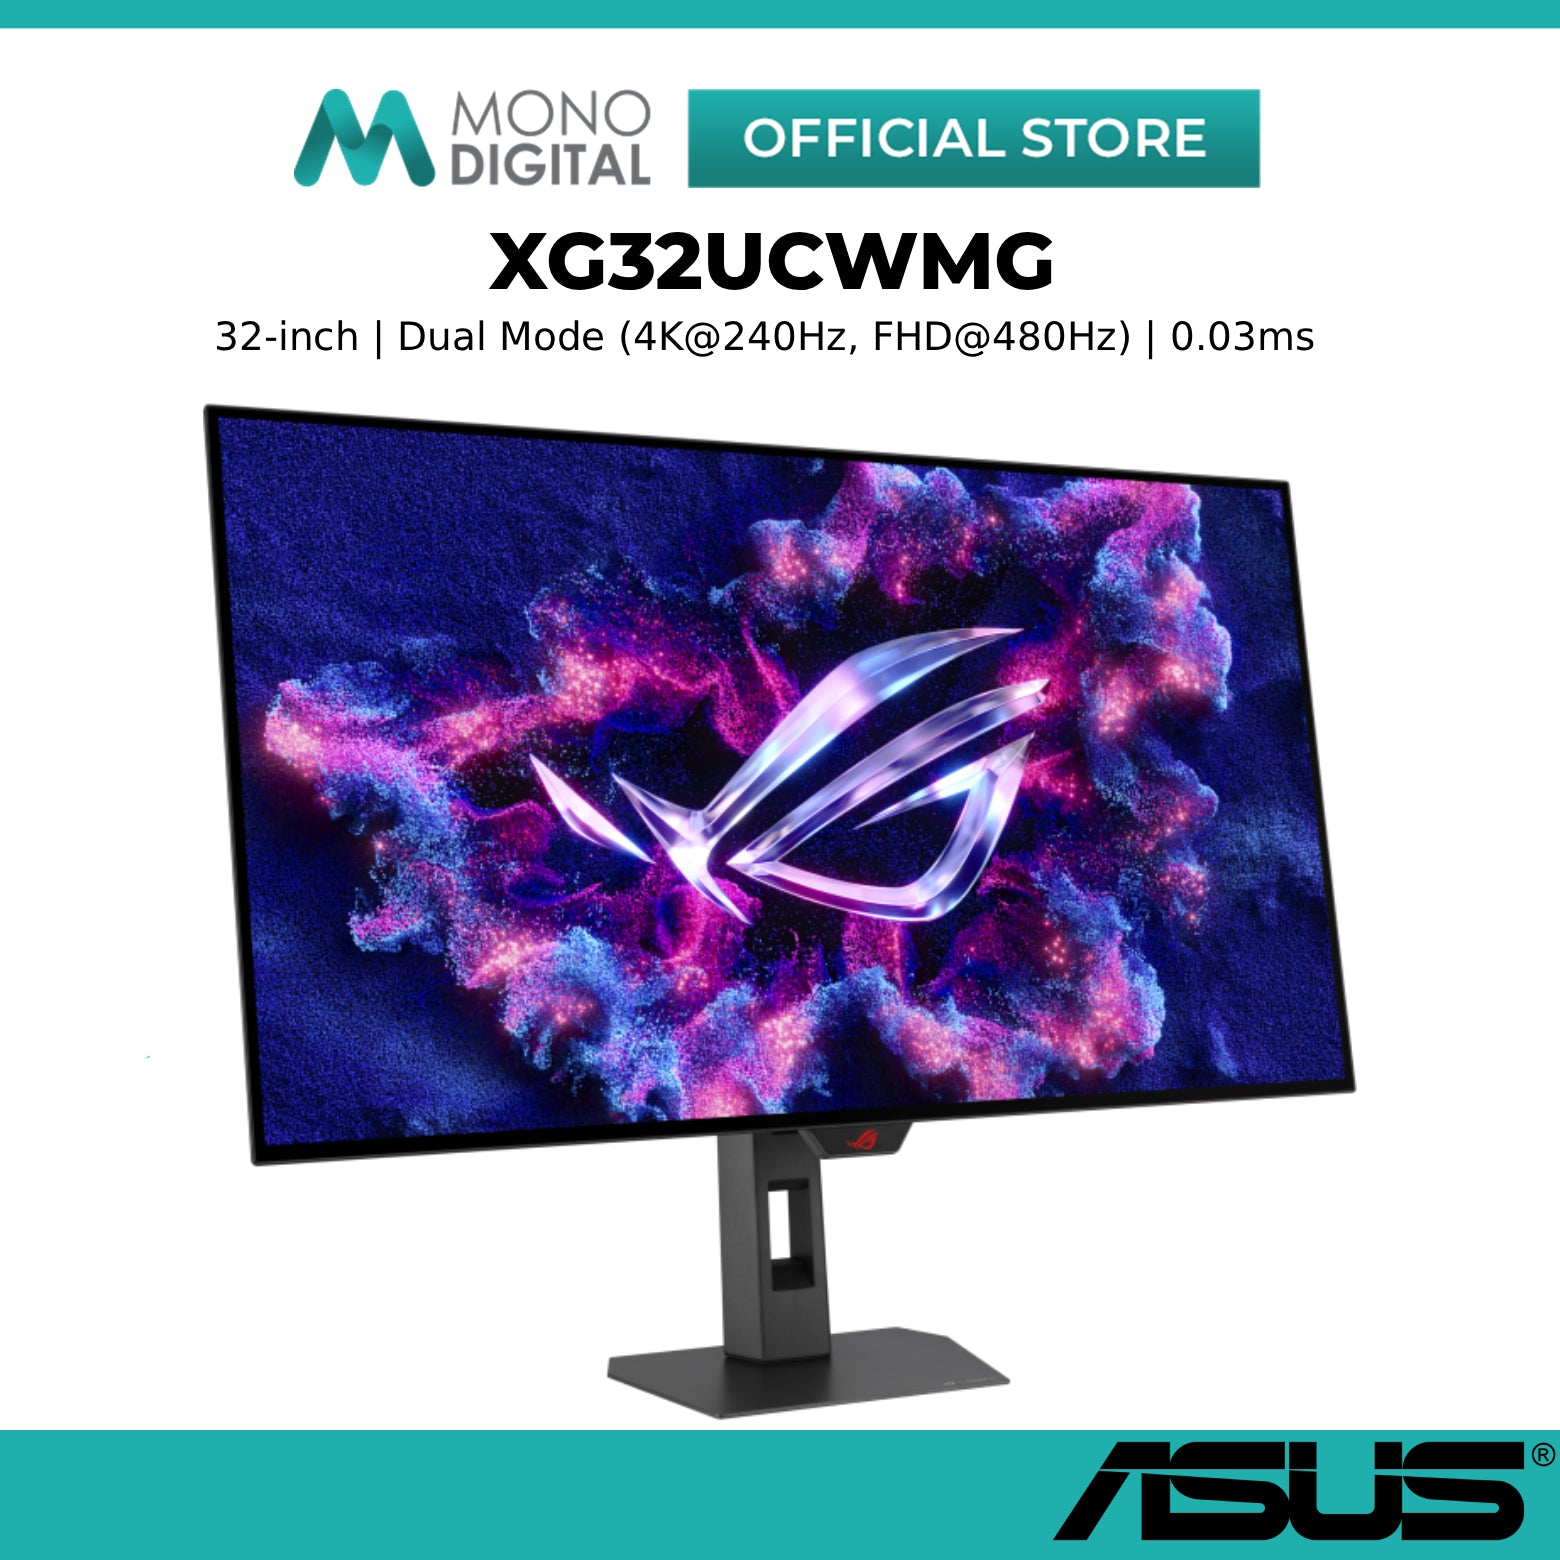 MONO
DIGITAL
OFFICIAL STORE
XG32UCWMG
32-inch | Dual Mode (4K@240Hz, FHD@480Hz) | 0.03ms
ASUS®